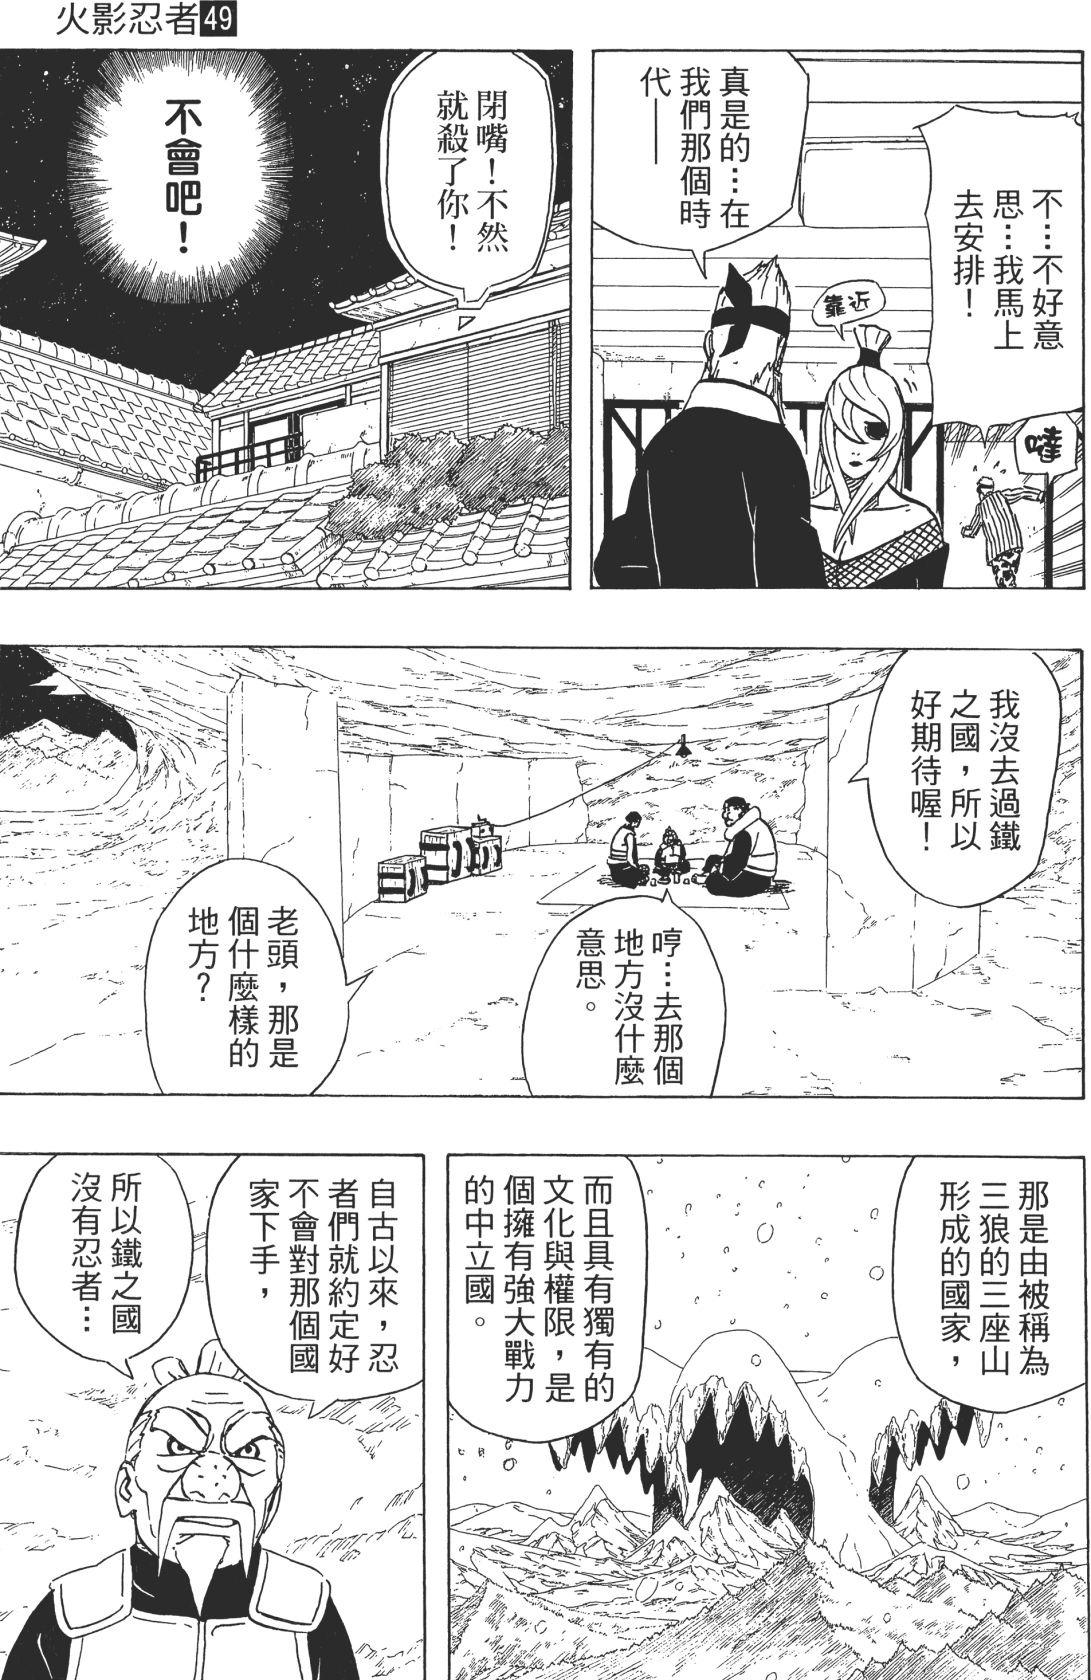 火影忍者49
不…不好意
思…我馬上
去安排！
噠
真是的…在
我們那個時
代——
靠近
閉嘴！不然
就殺了你！
不會吧！
我沒去過鐵
之國，所以
好期待喔！
哼…去那個
地方沒什麼
意思。
老頭，那是
個什麼樣的
地方？
那是由被稱為
三狼的三座山
形成的國家，
而且具有獨有的
文化與權限，是
個擁有強大戰力
的中立國。
自古以來，忍
者們就約定好
不會對那個國
家下手，
所以鐵之國
沒有忍者…